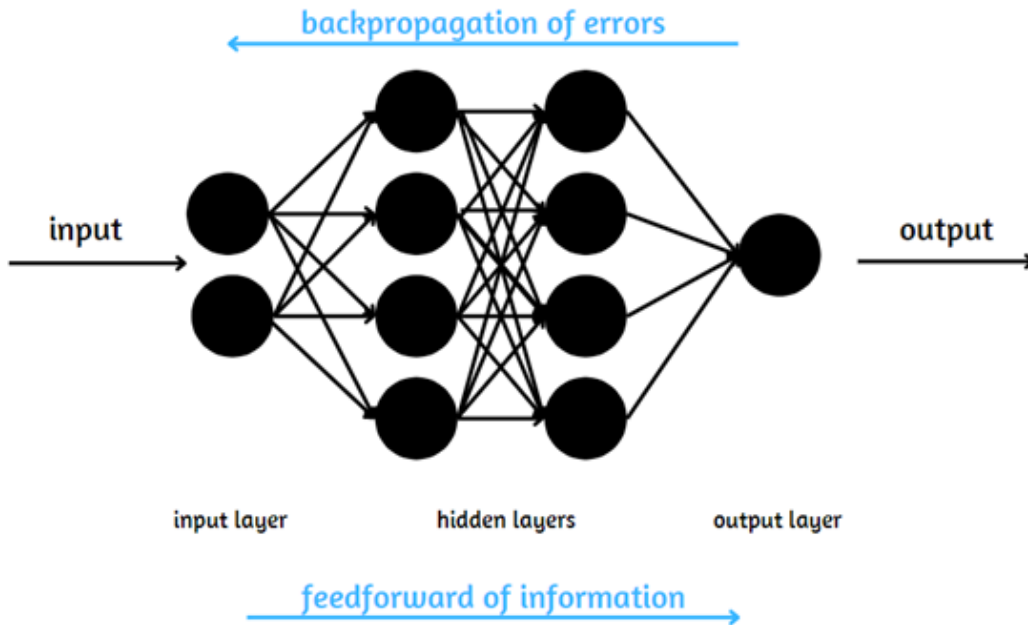 backpropagation of errors
input
output
input layer
hidden layers
output layer
feedforward of information